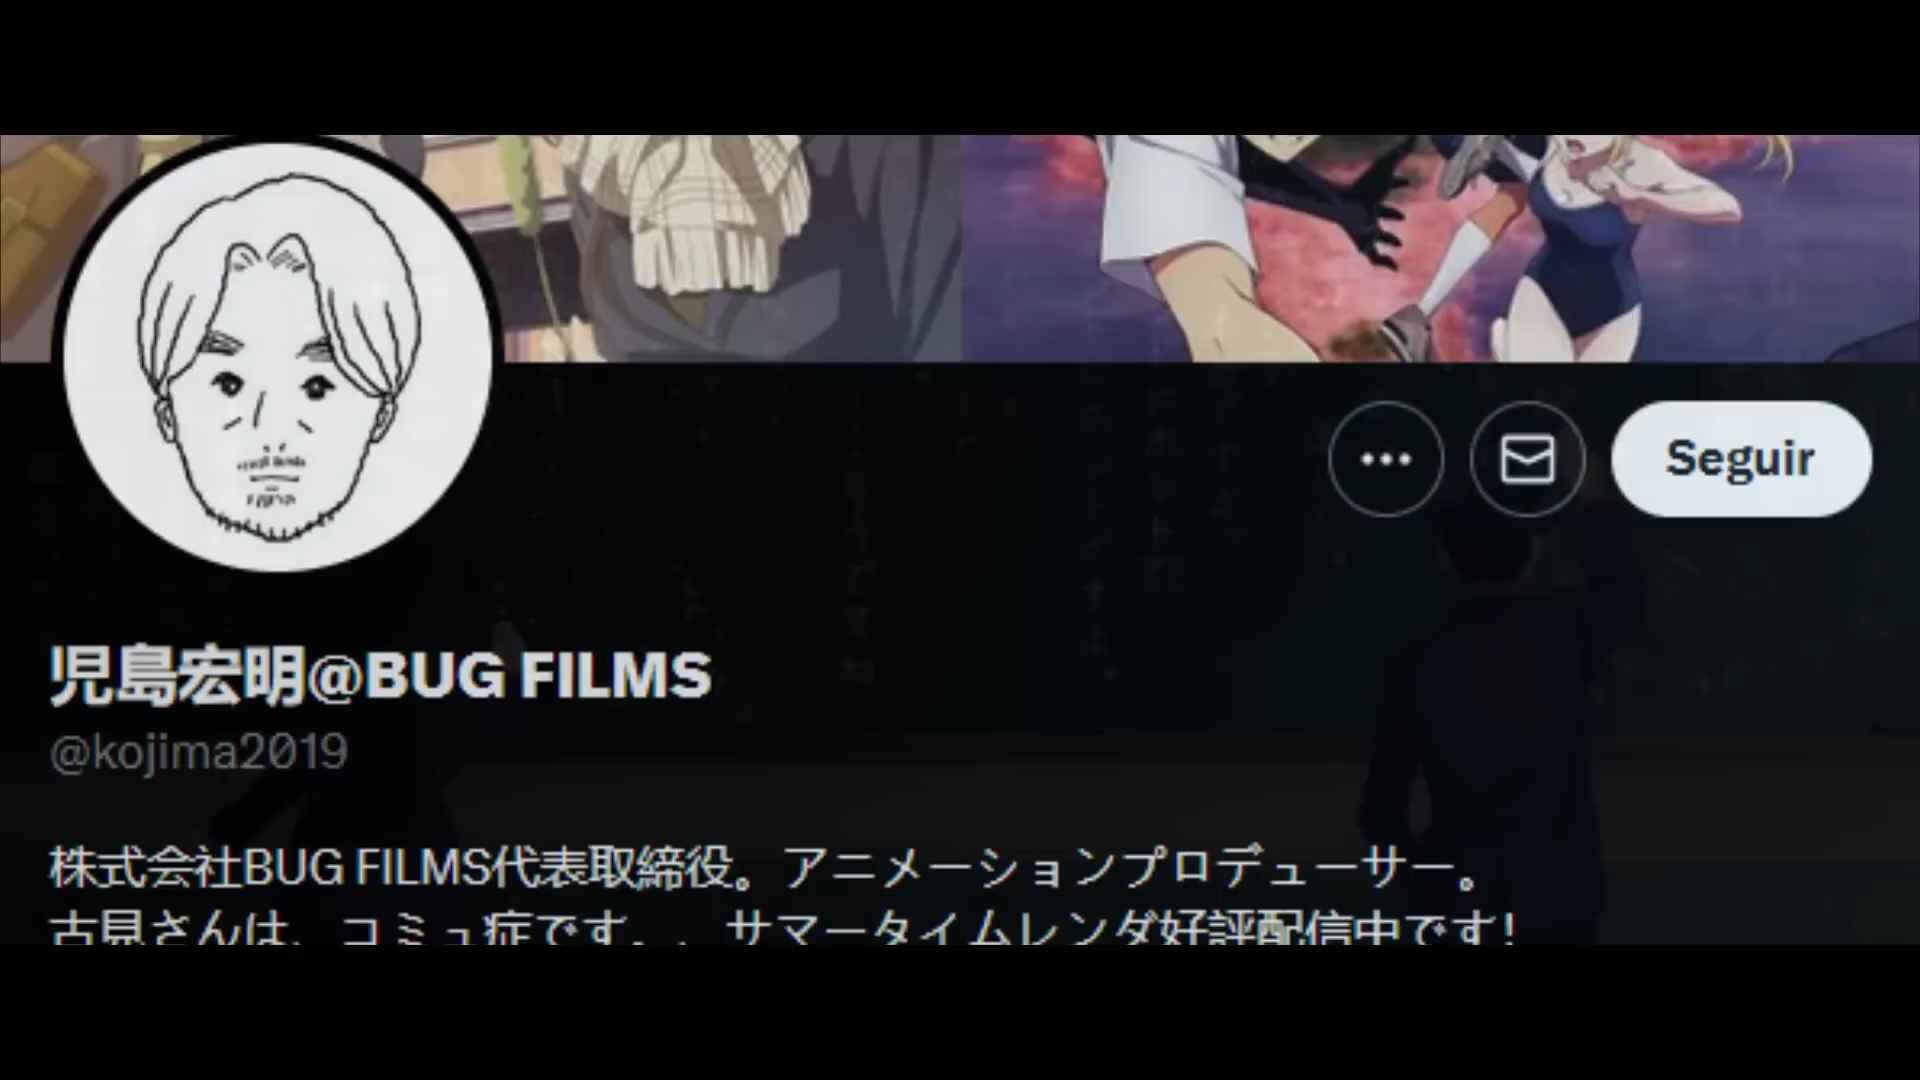 Seguir
児島宏明@BUG FILMS
@kojima2019
株式会社BUG FILMS代表取締役。アニメーションプロデューサー。
古見さんは、コミュ症です。、サマータイムレンダ好評配信中です！